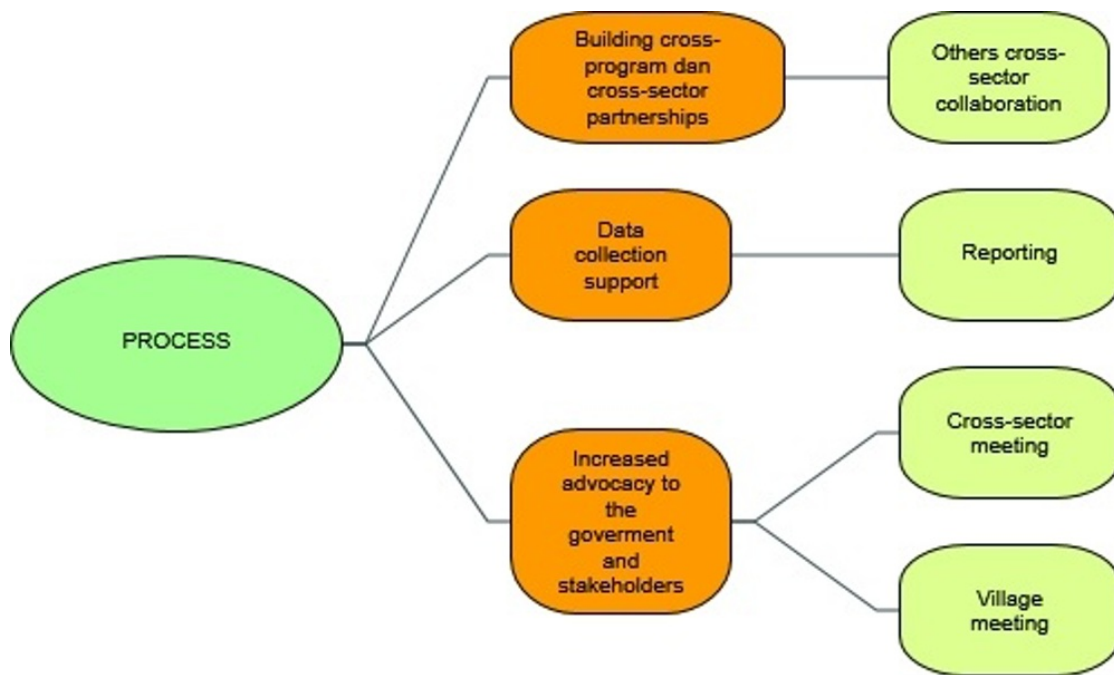 PROCESS
Building cross-
program dan
cross-sector
partnerships
Others cross-
sector
collaboration
Data
collection
support
Reporting
Increased
advocacy to
the
goverment
and
stakeholders
Cross-sector
meeting
Village
meeting